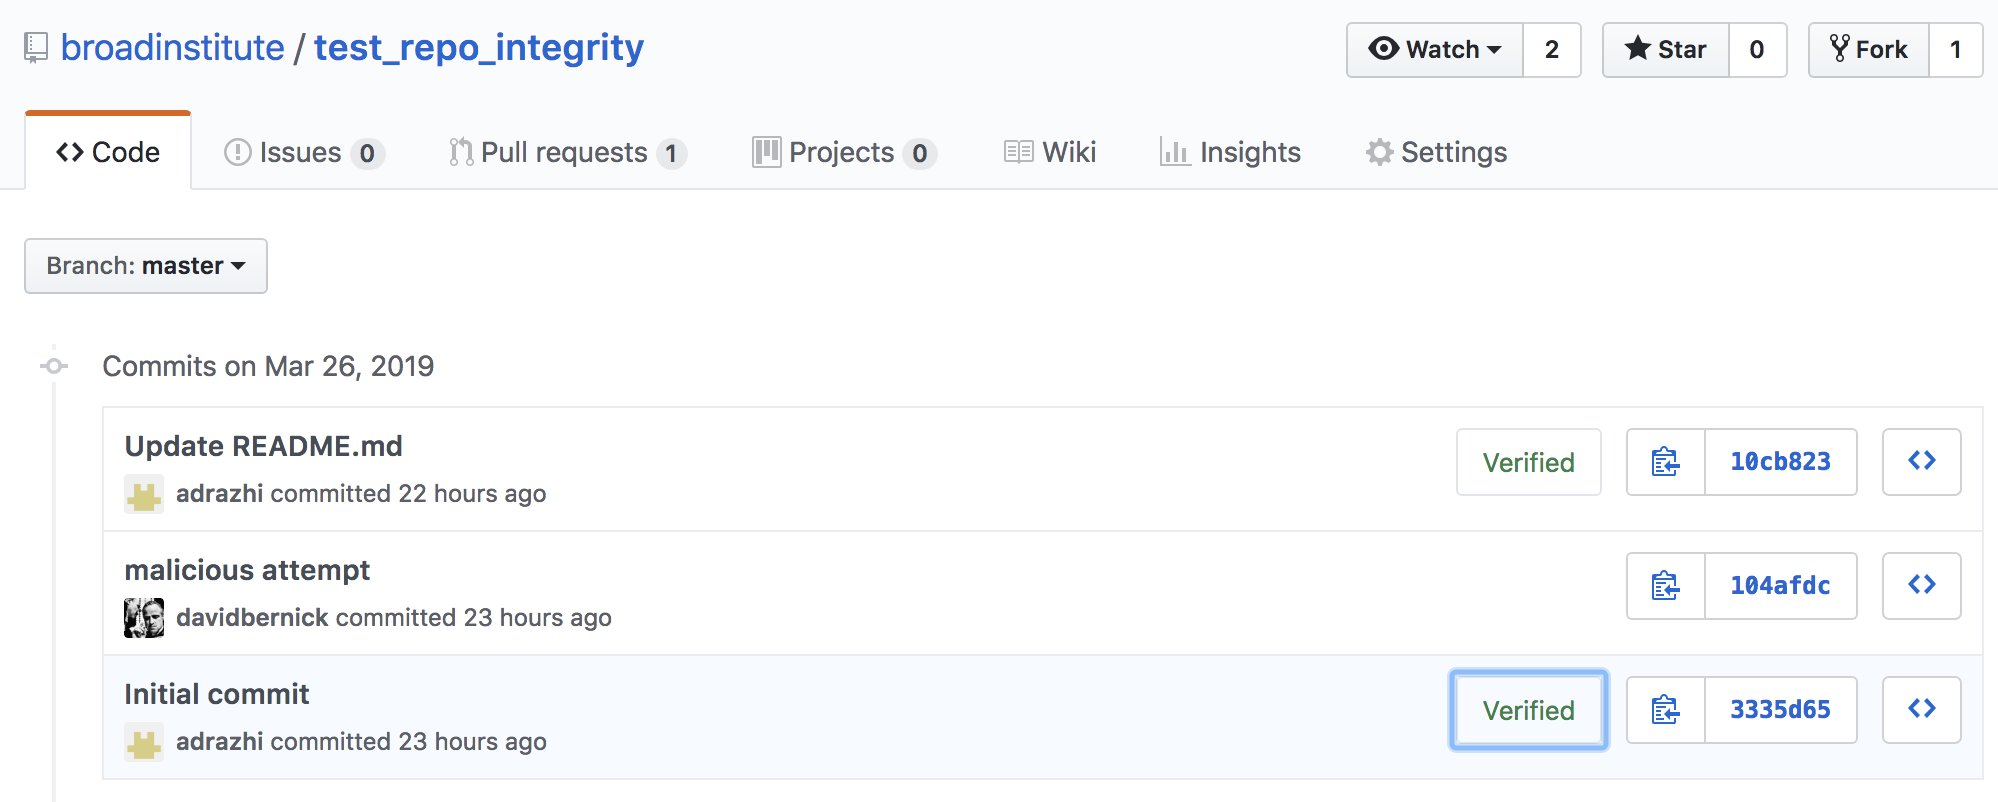 broadinstitute / test_repo_integrity Watch 2 Star 0 Fork 1
Code Issues 0 Pull requests 1 Projects 0 Wiki Insights Settings
Branch: master
Commits on Mar 26, 2019
Update README.md
adrazhi committed 22 hours ago
Verified 10cb823
malicious attempt
davidbernick committed 23 hours ago
104afdc
Initial commit
adrazhi committed 23 hours ago
Verified 3335d65